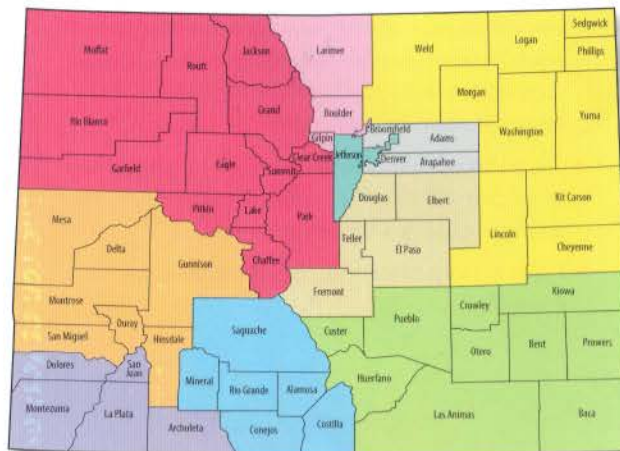 Sedgwick
Moffat
Routt
Jackson
Larimer
Weld
Logan
Phillips
Morgan
Rio Blanco
Grand
Boulder
Washington
Yuma
Gilpin
Broomfield
Adams
Garfield
Eagle
Clear Creek
Jefferson
Denver
Arapahoe
Summit
Douglas
Elbert
Kit Carson
Pitkin
Lake
Park
Lincoln
Mesa
Delta
Gunnison
Chaffee
Teller
El Paso
Cheyenne
Montrose
Fremont
Crowley
Kiowa
Ouray
Pueblo
San Miguel
Hinsdale
Saguache
Custer
Otero
Bent
Prowers
Dolores
San
Juan
Mineral
Rio Grande
Alamosa
Huerfano
Montezuma
La Plata
Archuleta
Conejos
Costilla
Las Animas
Baca